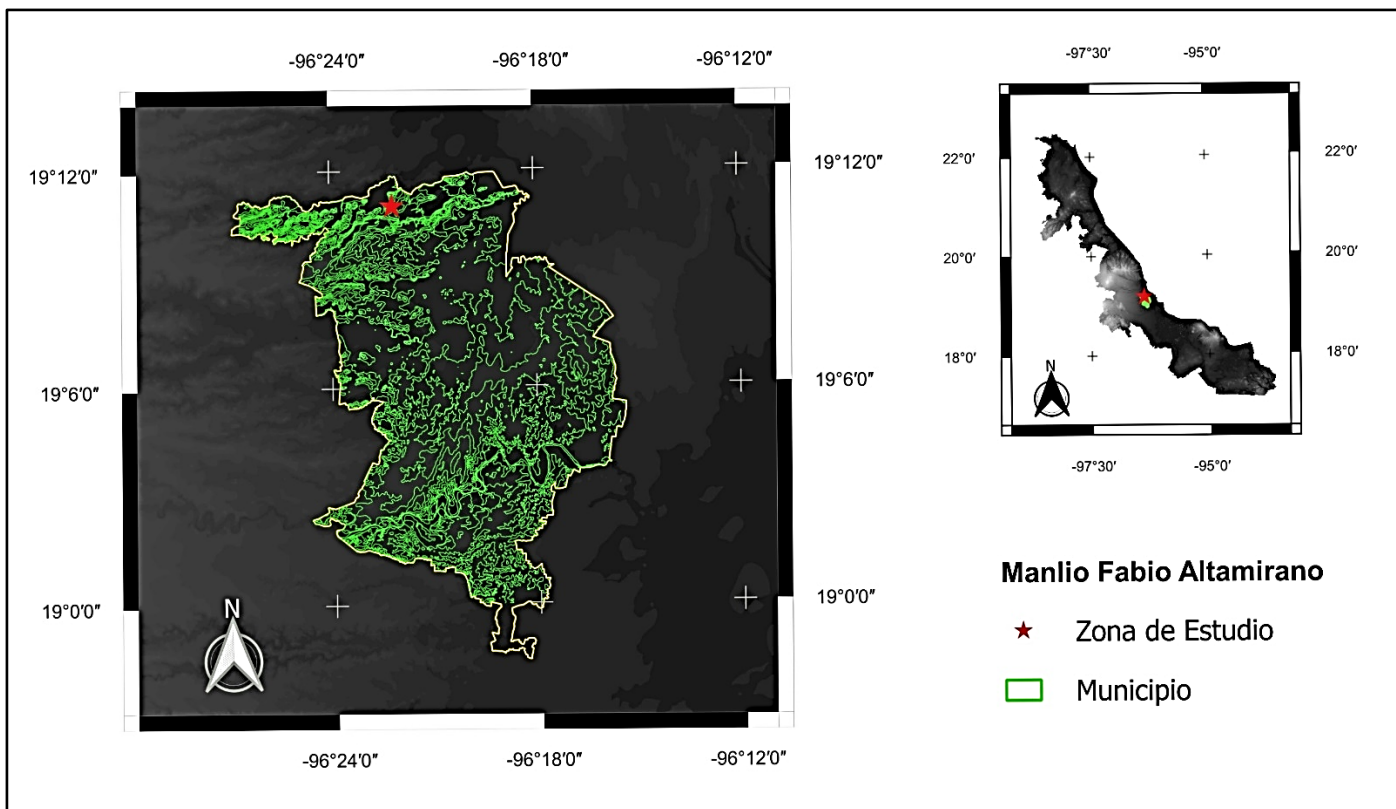 -96°24′0″ -96°18′0″ -96°12′0″
19°12′0″ 19°12′0″
19°6′0″ 19°6′0″
19°0′0″ 19°0′0″
N
-96°24′0″ -96°18′0″ -96°12′0″
-97°30′ -95°0′
22°0′ 22°0′
20°0′ 20°0′
18°0′ 18°0′
N
-97°30′ -95°0′
Manlio Fabio Altamirano
Zona de Estudio
Municipio